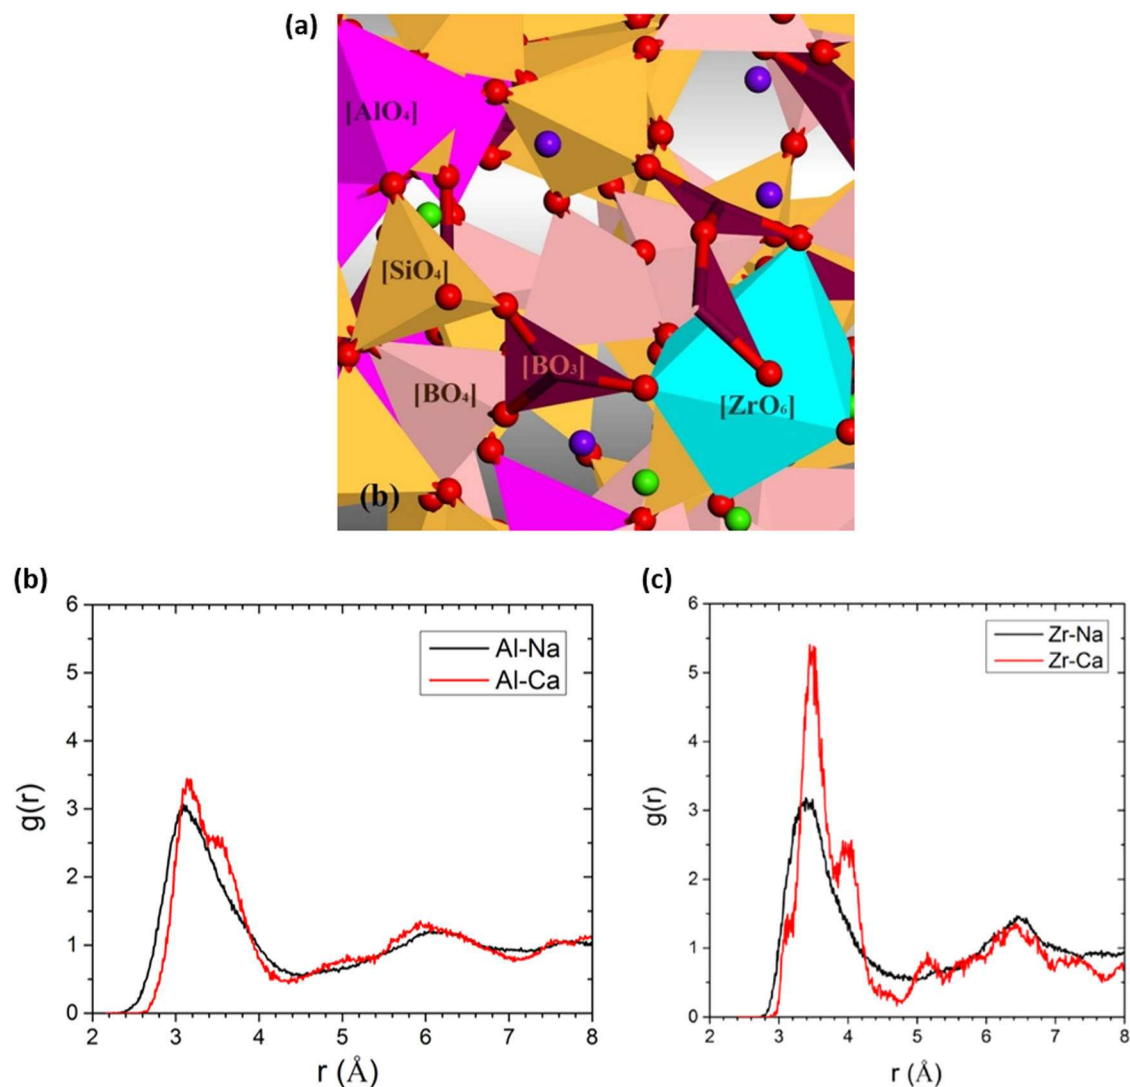 (a)
[AlO₄]
[SiO₄]
[BO₃]
[BO₄]
[ZrO₆]
(b)
(b)
(c)
6
5
4
3
2
1
0
g(r)
Al-Na
Al-Ca
2 3 4 5 6 7 8
r (Å)
6
5
4
3
2
1
0
g(r)
Zr-Na
Zr-Ca
2 3 4 5 6 7 8
r (Å)